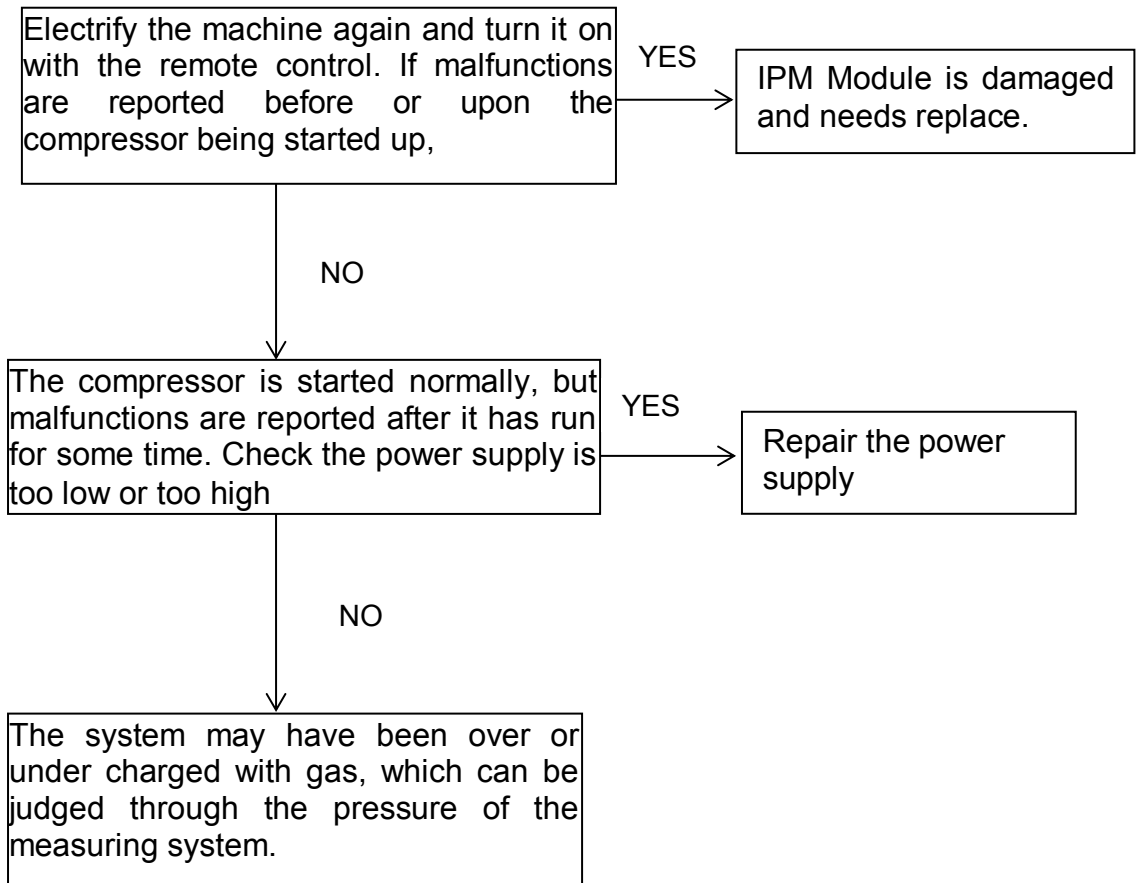 Electrify the machine again and turn it on
with the remote control. If malfunctions
are reported before or upon the
compressor being started up,
YES
IPM Module is damaged
and needs replace.
NO
The compressor is started normally, but
malfunctions are reported after it has run
for some time. Check the power supply is
too low or too high
YES
Repair the power
supply
NO
The system may have been over or
under charged with gas, which can be
judged through the pressure of the
measuring system.